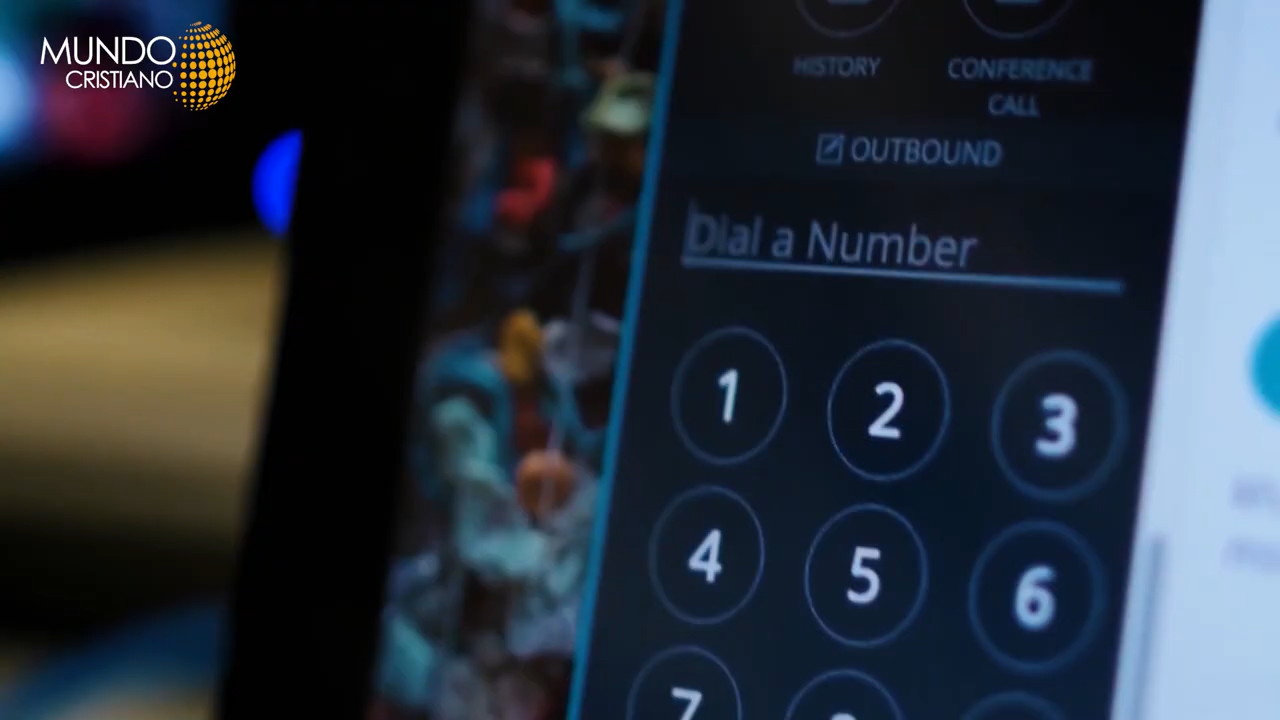 MUNDO
CRISTIANO
HISTORY
CONFERENCE
CALL
OUTBOUND
Dial a Number
1 2 3
4 5 6
7